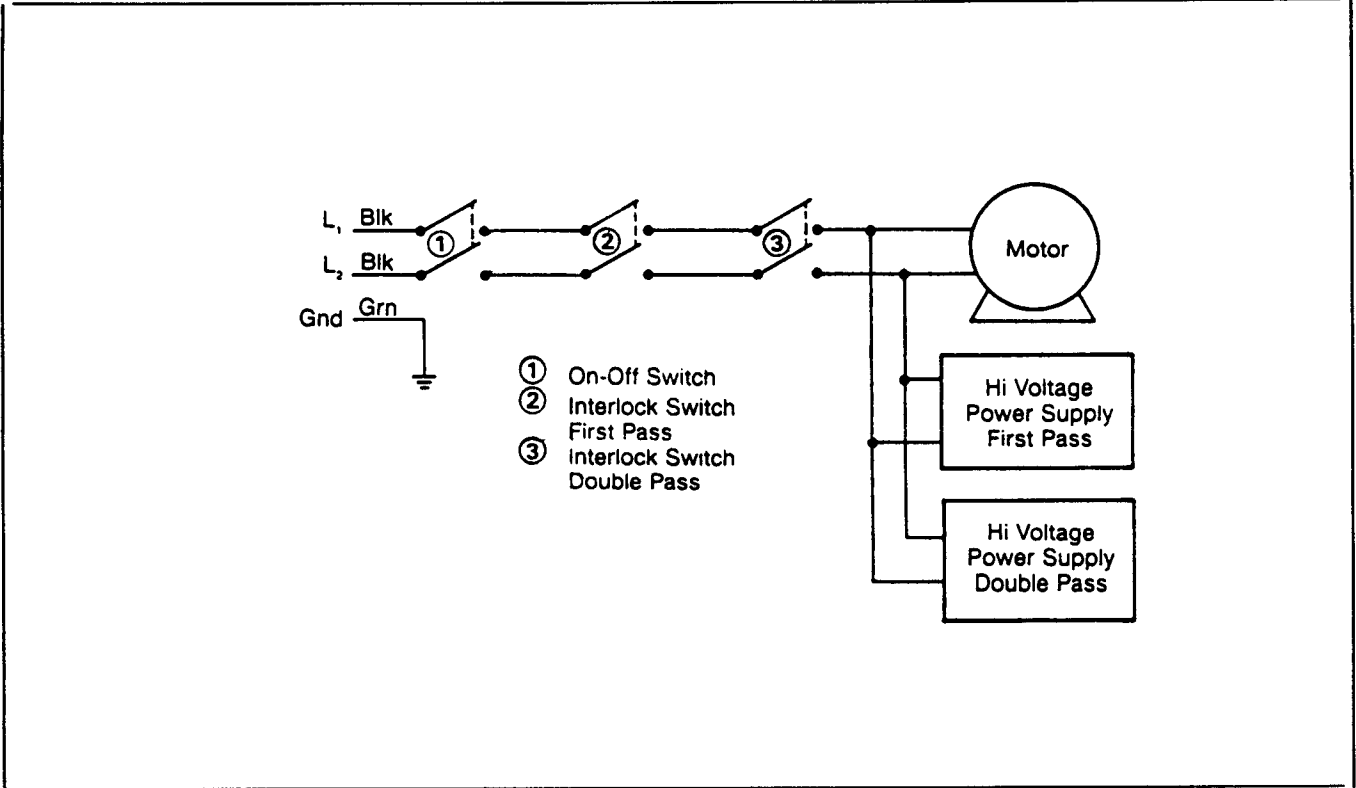 L₁ Blk
L₂ Blk
Gnd Grn
① ② ③
Motor
① On-Off Switch
② Interlock Switch
First Pass
③ Interlock Switch
Double Pass
Hi Voltage
Power Supply
First Pass
Hi Voltage
Power Supply
Double Pass